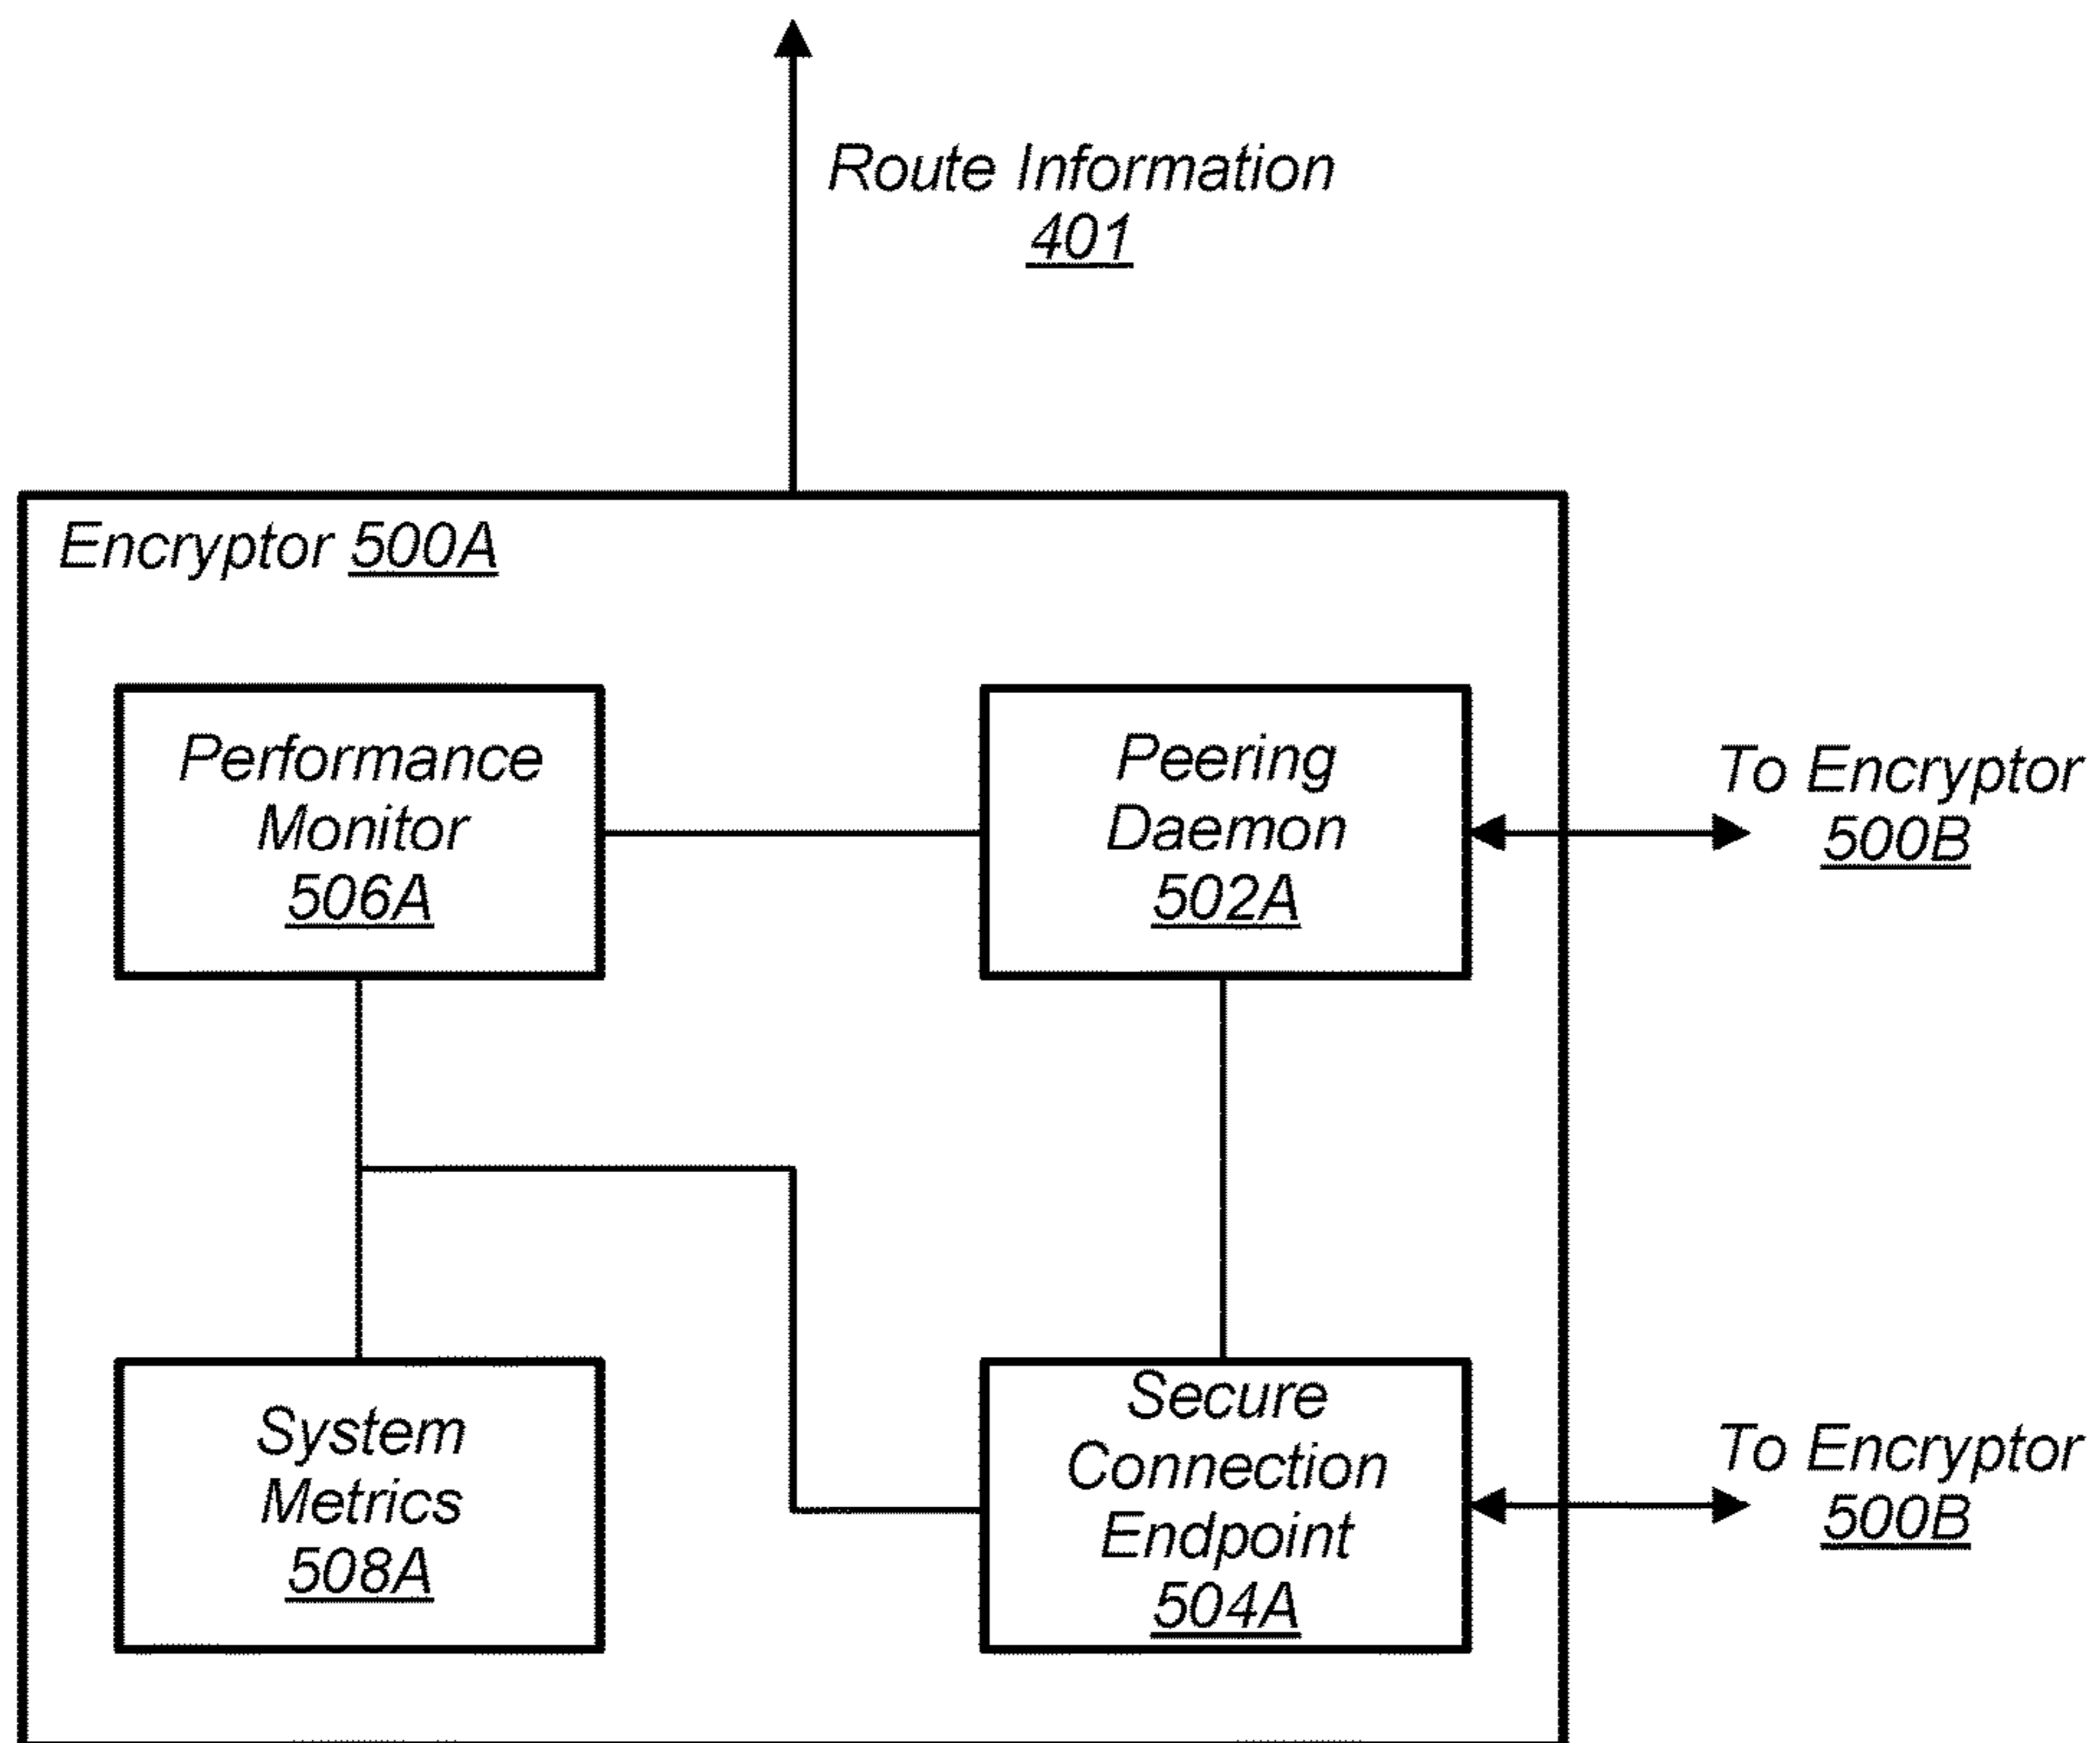 Route Information
401
Encryptor 500A
Performance
Monitor
506A
Peering
Daemon
502A
To Encryptor
500B
System
Metrics
508A
Secure
Connection
Endpoint
504A
To Encryptor
500B